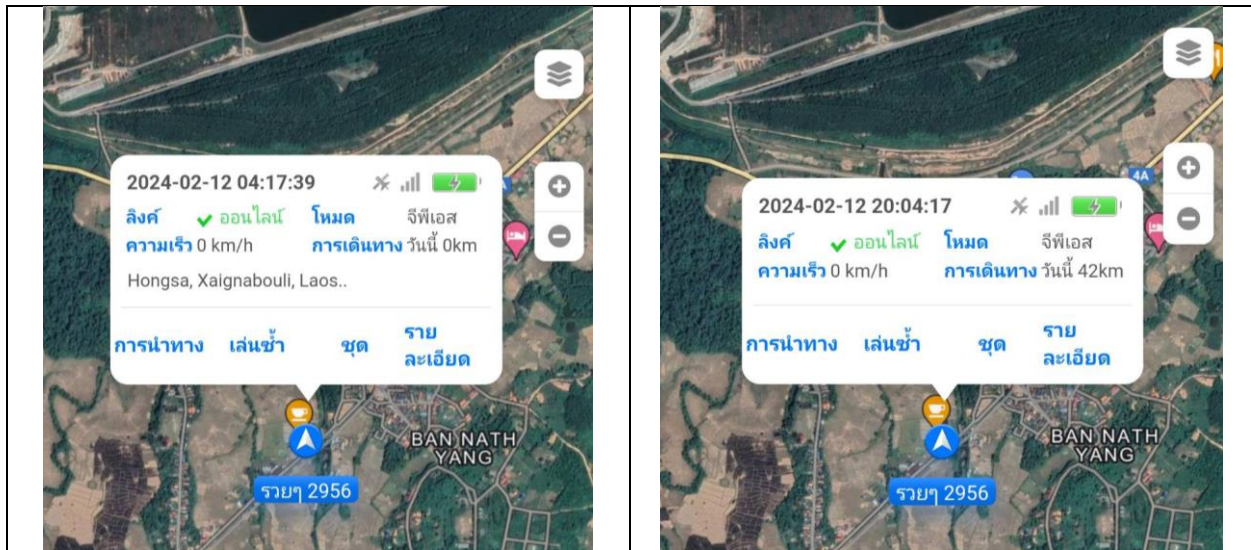 2024-02-12 04:17:39
ลิงค์ ออนไลน์ โหมด จีพีเอส
ความเร็ว 0 km/h การเดินทาง วันนี้ 0km
Hongsa, Xaignabouli, Laos..
การนำทาง เล่นซ้ำ ชุด ราย
ละเอียด
BAN NATH
YANG
รวยๆ 2956
4A
2024-02-12 20:04:17
ลิงค์ ออนไลน์ โหมด จีพีเอส
ความเร็ว 0 km/h การเดินทาง วันนี้ 42km
การนำทาง เล่นซ้ำ ชุด ราย
ละเอียด
BAN NATH
YANG
รวยๆ 2956